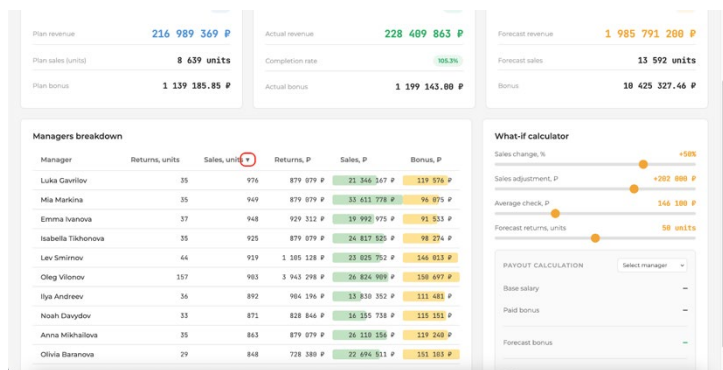 Plan revenue 216 989 369 ₽
Plan sales (units) 8 639 units
Plan bonus 1 139 185.85 ₽
Actual revenue 228 409 863 ₽
Completion rate 105.3%
Actual bonus 1 199 143.00 ₽
Forecast revenue 1 985 791 200 ₽
Forecast sales 13 592 units
Bonus 10 425 327.46 ₽
Managers breakdown
Manager Returns, units Sales, units ▼ Returns, ₽ Sales, ₽ Bonus, ₽
Luka Gavrilov 35 976 879 079 ₽ 21 346 167 ₽ 119 576 ₽
Mia Markina 35 949 879 079 ₽ 33 611 778 ₽ 96 075 ₽
Emma Ivanova 37 948 929 312 ₽ 19 992 975 ₽ 91 533 ₽
Isabella Tikhonova 35 925 879 079 ₽ 24 817 525 ₽ 98 274 ₽
Lev Smirnov 44 919 1 105 128 ₽ 23 025 752 ₽ 146 013 ₽
Oleg Vilonov 157 903 3 943 298 ₽ 26 824 909 ₽ 150 697 ₽
Ilya Andreev 36 892 904 196 ₽ 13 830 352 ₽ 111 481 ₽
Noah Davydov 33 871 828 846 ₽ 16 155 738 ₽ 115 151 ₽
Anna Mikhailova 35 863 879 079 ₽ 26 110 156 ₽ 119 240 ₽
Olivia Baranova 29 848 728 380 ₽ 22 694 511 ₽ 151 103 ₽
What-if calculator
Sales change, % +50%
Sales adjustment, ₽ +202 000 ₽
Average check, ₽ 146 100 ₽
Forecast returns, units 50 units
PAYOUT CALCULATION Select manager
Base salary —
Paid bonus —
Forecast bonus —